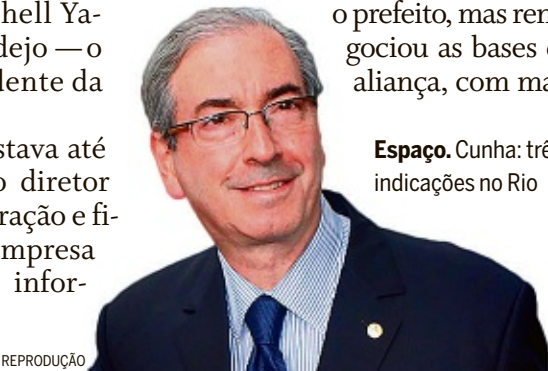 hell Ya-
dejo — o
dente da
stava até
o diretor
ração e fi-
mpresa
infor-
REPRODUÇÃO
o prefeito, mas ren
gociou as bases
aliança, com ma
Espaço. Cunha: trê
indicações no Rio